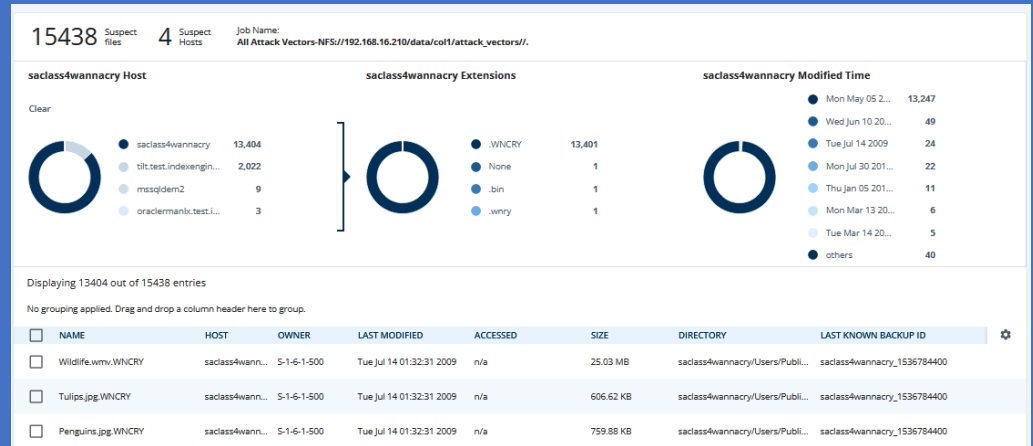 15438 Suspect files 4 Suspect Hosts Job Name:
All Attack Vectors-NFS://192.168.16.210/data/col1/attack_vectors//.
saclass4wannacry Host
Clear
saclass4wannacry 13,404
tilt.test.indexengin... 2,022
mssqldem2 9
oraclermanlx.test.i... 3
saclass4wannacry Extensions
.WNCRY 13,401
None 1
.bin 1
.wnry 1
saclass4wannacry Modified Time
Mon May 05 2... 13,247
Wed Jun 10 20... 49
Tue Jul 14 2009 24
Mon Jul 30 201... 22
Thu Jan 05 201... 11
Mon Mar 13 20... 6
Tue Mar 14 20... 5
others 40
Displaying 13404 out of 15438 entries
No grouping applied. Drag and drop a column header here to group.
NAME HOST OWNER LAST MODIFIED ACCESSED SIZE DIRECTORY LAST KNOWN BACKUP ID
Wildlife.wmv.WNCRY saclass4wann... S-1-6-1-500 Tue Jul 14 01:32:31 2009 n/a 25.03 MB saclass4wannacry/Users/Publi... saclass4wannacry_1536784400
Tulips.jpg.WNCRY saclass4wann... S-1-6-1-500 Tue Jul 14 01:32:31 2009 n/a 606.62 KB saclass4wannacry/Users/Publi... saclass4wannacry_1536784400
Penguins.jpg.WNCRY saclass4wann... S-1-6-1-500 Tue Jul 14 01:32:31 2009 n/a 759.88 KB saclass4wannacry/Users/Publi... saclass4wannacry_1536784400